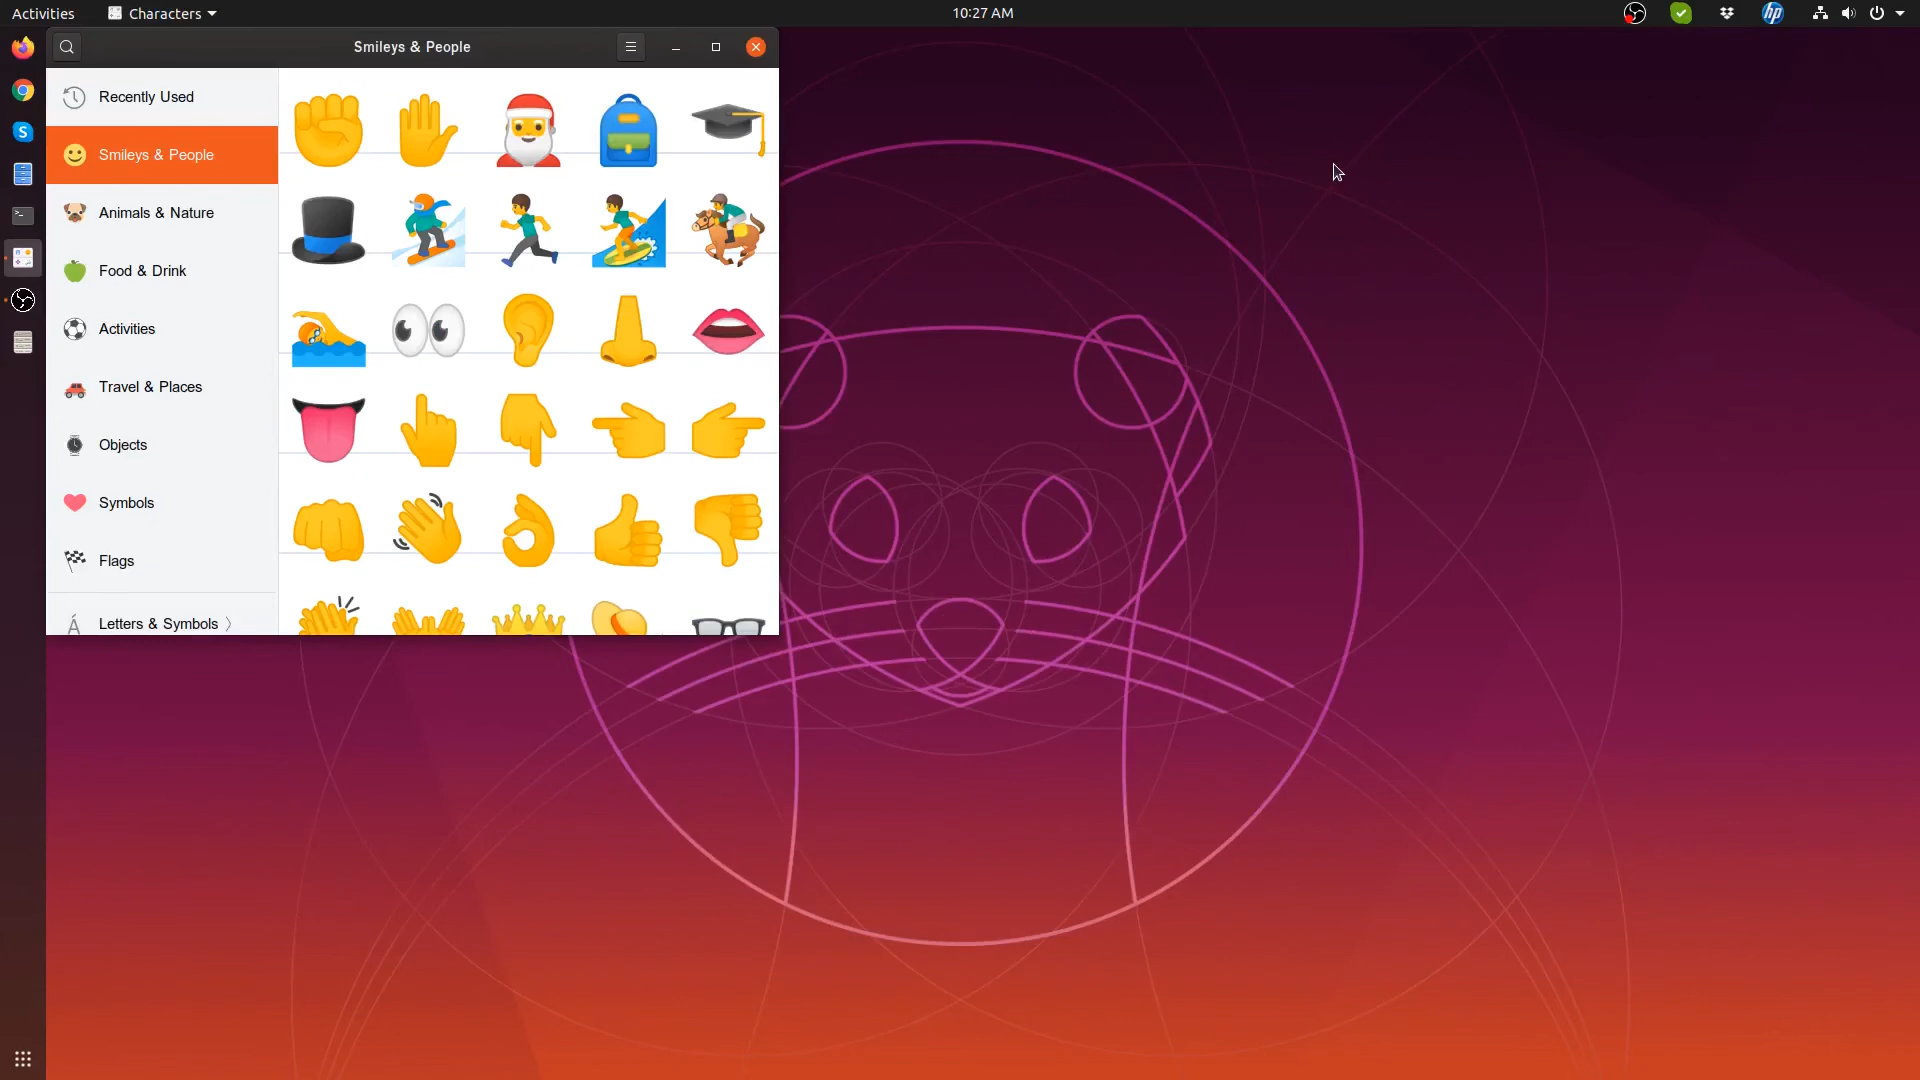 Activities
Characters
10:27 AM
hp
Smileys & People
Recently Used
Smileys & People
Animals & Nature
Food & Drink
Activities
Travel & Places
Objects
Symbols
Flags
Letters & Symbols